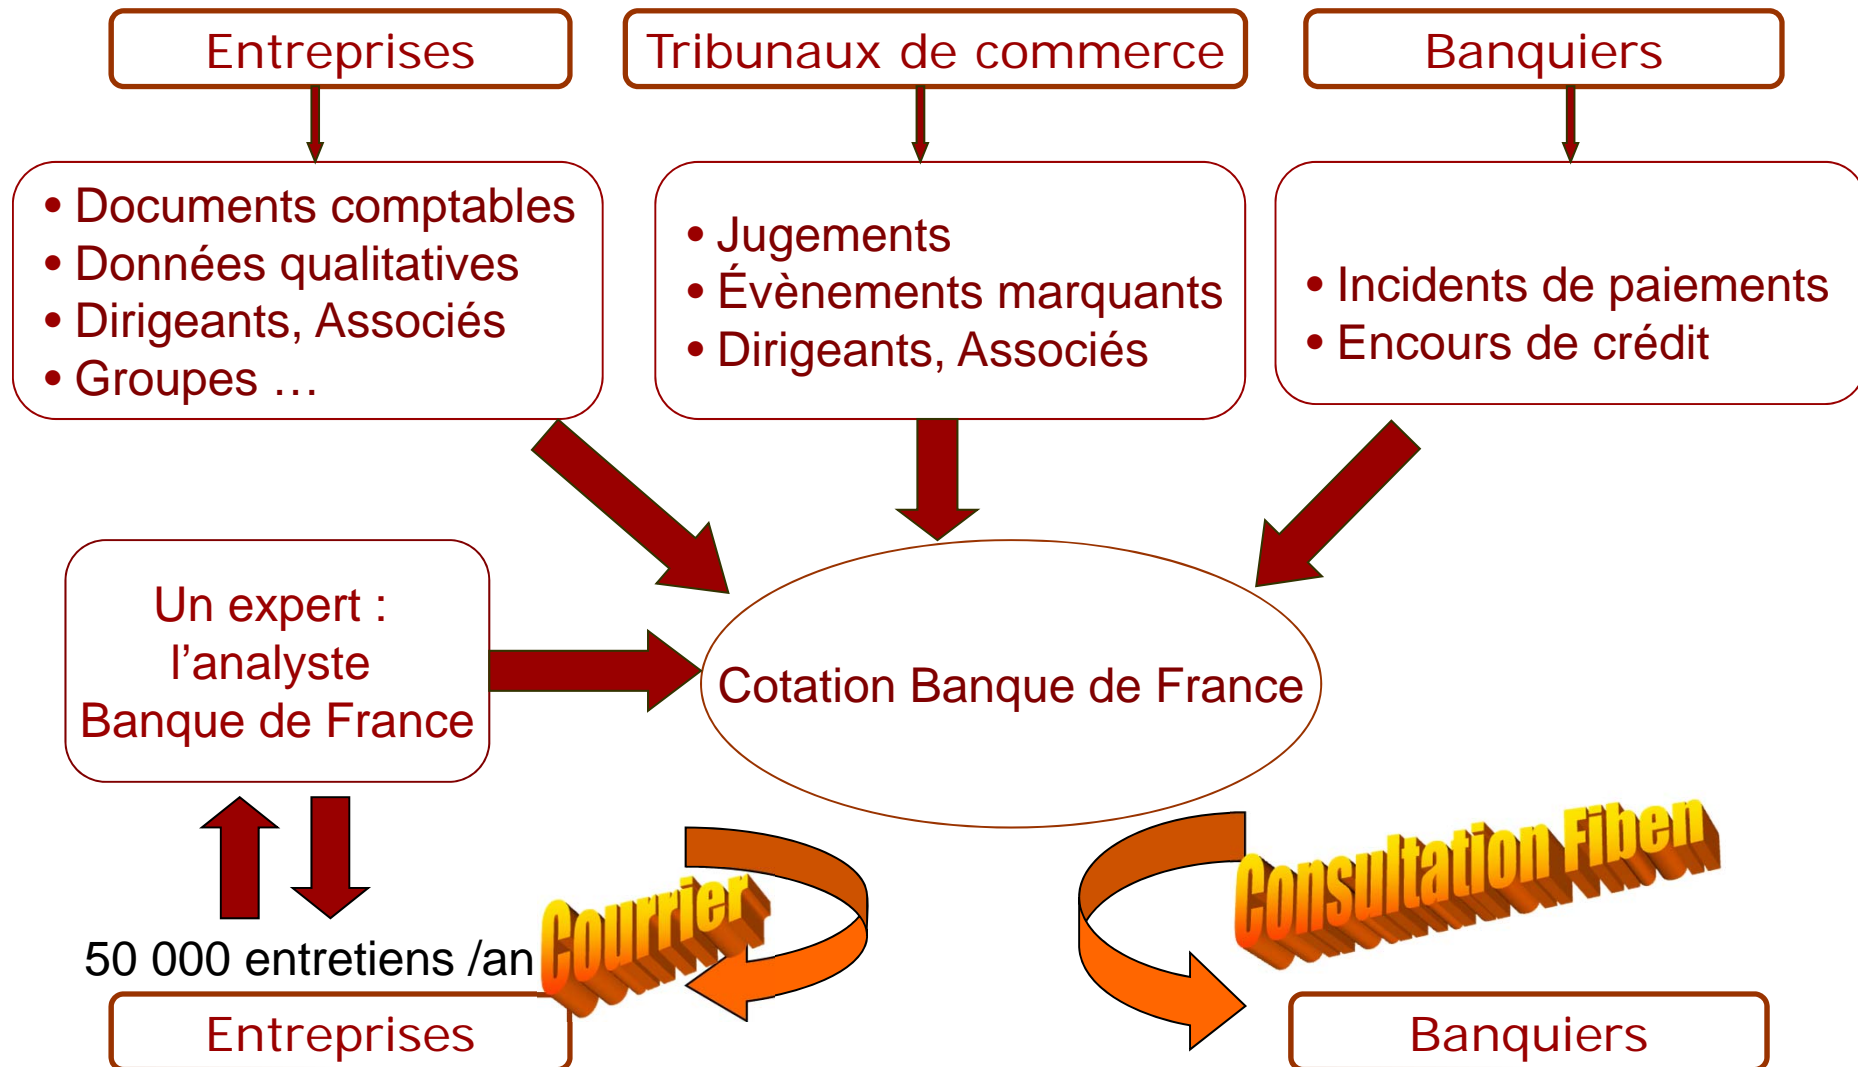 Entreprises
Tribunaux de commerce
Banquiers
• Documents comptables
• Données qualitatives
• Dirigeants, Associés
• Groupes …
• Jugements
• Évènements marquants
• Dirigeants, Associés
• Incidents de paiements
• Encours de crédit
Un expert :
l’analyste
Banque de France
Cotation Banque de France
50 000 entretiens /an
Courrier
Consultation Fiben
Entreprises
Banquiers